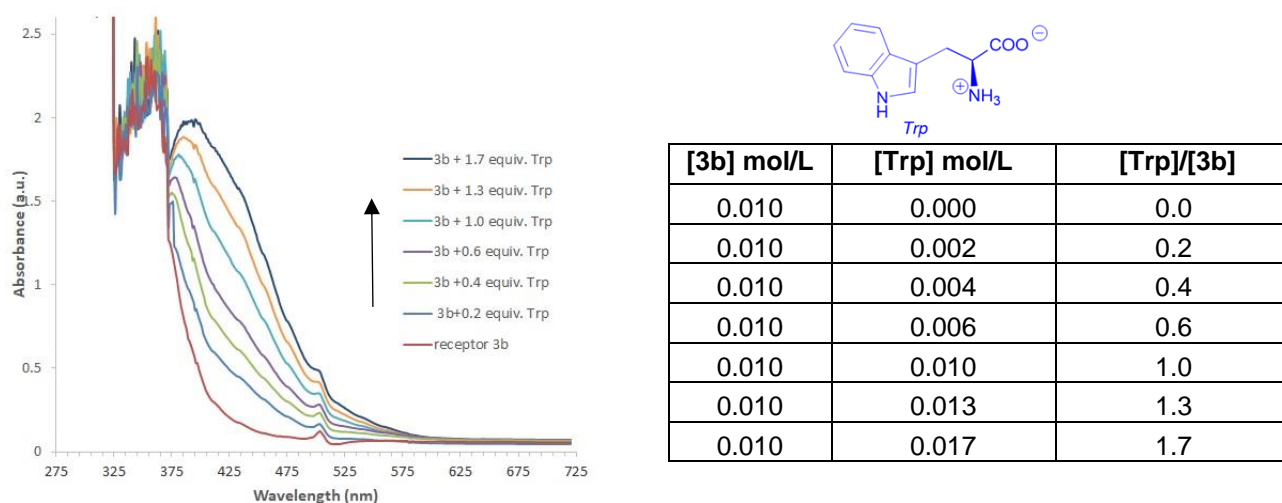 2.5
2
1.5
1
0.5
0
Absorbance (a.u.)
3b + 1.7 equiv. Trp
3b + 1.3 equiv. Trp
3b + 1.0 equiv. Trp
3b +0.6 equiv. Trp
3b +0.4 equiv. Trp
3b+0.2 equiv. Trp
receptor 3b
275 325 375 425 475 525 575 625 675 725
Wavelength (nm)
COO ⊖
⊕ NH3
N
H
Trp
[3b] mol/L [Trp] mol/L [Trp]/[3b]
0.010 0.000 0.0
0.010 0.002 0.2
0.010 0.004 0.4
0.010 0.006 0.6
0.010 0.010 1.0
0.010 0.013 1.3
0.010 0.017 1.7